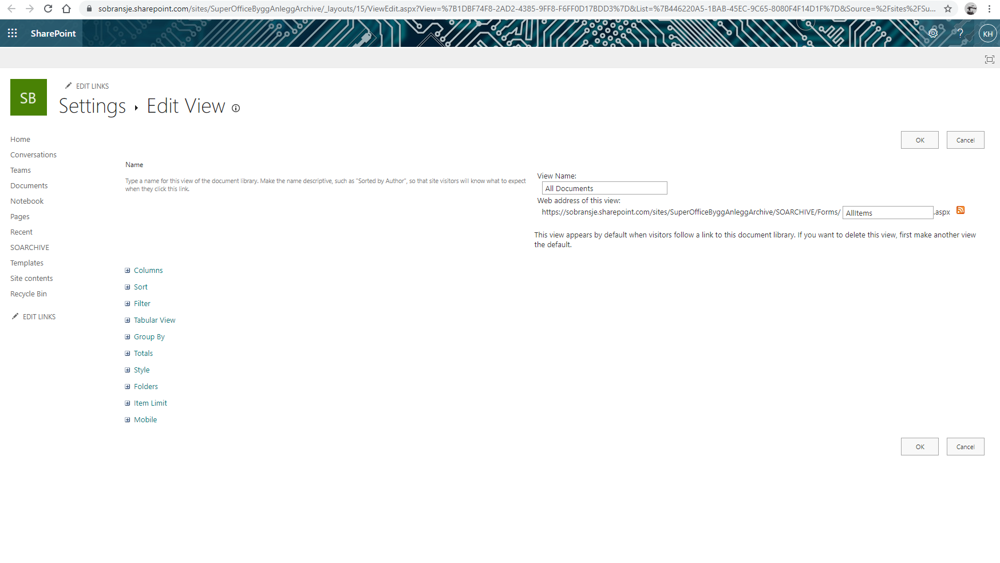 sobransje.sharepoint.com/sites/SuperOfficeByggAnleggArchive/_layouts/15/ViewEdit.aspx?View=%7B1DBF74F8-2AD2-4385-9FF8-F6FF0D17BDD3%7D&List=%7B446220A5-1BAB-45EC-9C65-8080F4F14D1F%7D&Source=%2Fsites%2FSu...
SharePoint
?
KH
SB
EDIT LINKS
Settings ▸ Edit View
Home
Conversations
Teams
Documents
Notebook
Pages
Recent
SOARCHIVE
Templates
Site contents
Recycle Bin
EDIT LINKS
OK Cancel
Name
Type a name for this view of the document library. Make the name descriptive, such as "Sorted by Author", so that site visitors will know what to expect
when they click this link.
View Name:
All Documents
Web address of this view:
https://sobransje.sharepoint.com/sites/SuperOfficeByggAnleggArchive/SOARCHIVE/Forms/ AllItems .aspx
This view appears by default when visitors follow a link to this document library. If you want to delete this view, first make another view
the default.
Columns
Sort
Filter
Tabular View
Group By
Totals
Style
Folders
Item Limit
Mobile
OK Cancel